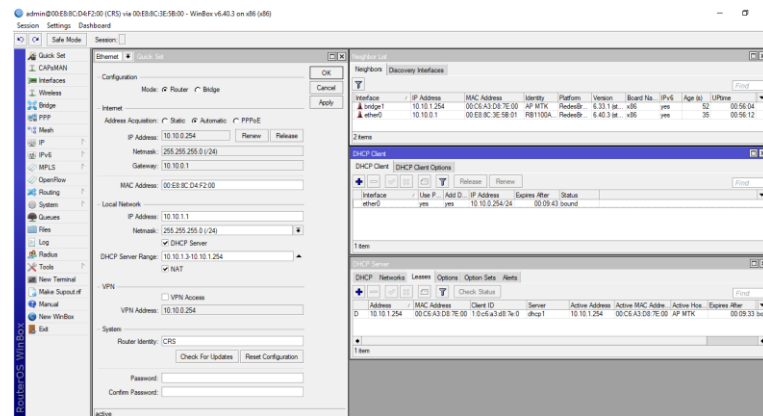 admin@00:E8:8C:D4:F2:00 (CRS) via 00:E8:8C:3E:5B:00 - WinBox v6.40.3 on x86 (x86)
Session Settings Dashboard
Safe Mode Session:
Quick Set
CAPsMAN
Interfaces
Wireless
Bridge
PPP
Mesh
IP
IPv6
MPLS
OpenFlow
Routing
System
Queues
Files
Log
Radius
Tools
New Terminal
Make Supout.rif
Manual
New WinBox
Exit
RouterOS WinBox
Ethernet Quick Set
OK
Cancel
Apply
Configuration
Mode: Router Bridge
Internet
Address Acquisition: Static Automatic PPPoE
IP Address: 10.10.0.254 Renew Release
Netmask: 255.255.255.0 (/24)
Gateway: 10.10.0.1
MAC Address: 00:E8:8C:D4:F2:00
Local Network
IP Address: 10.10.1.1
Netmask: 255.255.255.0 (/24)
DHCP Server
DHCP Server Range: 10.10.1.3-10.10.1.254
NAT
VPN
VPN Access
VPN Address: 10.10.0.254
System
Router Identity: CRS
Check For Updates Reset Configuration
Password:
Confirm Password:
active
Neighbor List
Neighbors Discovery Interfaces
Find
Interface IP Address MAC Address Identity Platform Version Board Na... IPv6 Age (s) Uptime
bridge1 10.10.1.254 00:C6:A3:D8:7E:00 AP MTK RedesBr... 6.33.1 (st... x86 yes 52 00:56:04
ether0 10.10.0.1 00:E8:8C:3E:5B:01 RB1100A... RedesBr... 6.40.3 (st... x86 yes 35 00:56:12
2 items
DHCP Client
DHCP Client DHCP Client Options
Release Renew
Find
Interface Use P... Add D... IP Address Expires After Status
ether0 yes yes 10.10.0.254/24 00:09:43 bound
1 item
DHCP Server
DHCP Networks Leases Options Option Sets Alerts
Check Status
Find
Address MAC Address Client ID Server Active Address Active MAC Addre... Active Hos... Expires After
D 10.10.1.254 00:C6:A3:D8:7E:00 1:0:c6:a3:d8:7e:0 dhcp1 10.10.1.254 00:C6:A3:D8:7E:00 AP MTK 00:09:33 bo
1 item